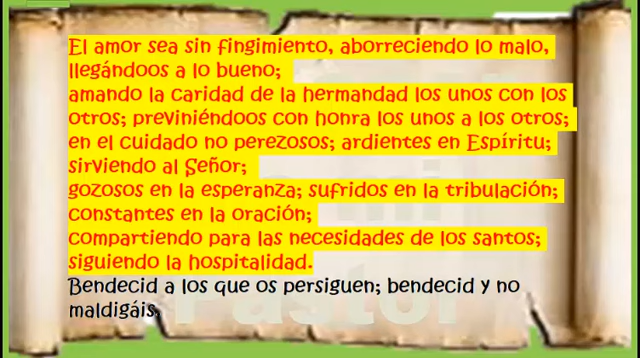 El amor sea sin fingimiento, aborreciendo lo malo,
llegándoos a lo bueno;
amando la caridad de la hermandad los unos con los
otros; previniéndoos con honra los unos a los otros;
en el cuidado no perezosos; ardientes en Espíritu;
sirviendo al Señor;
gozosos en la esperanza; sufridos en la tribulación;
constantes en la oración;
compartiendo para las necesidades de los santos;
siguiendo la hospitalidad.
Bendecid a los que os persiguen; bendecid y no
maldigáis.
mi
Pastor